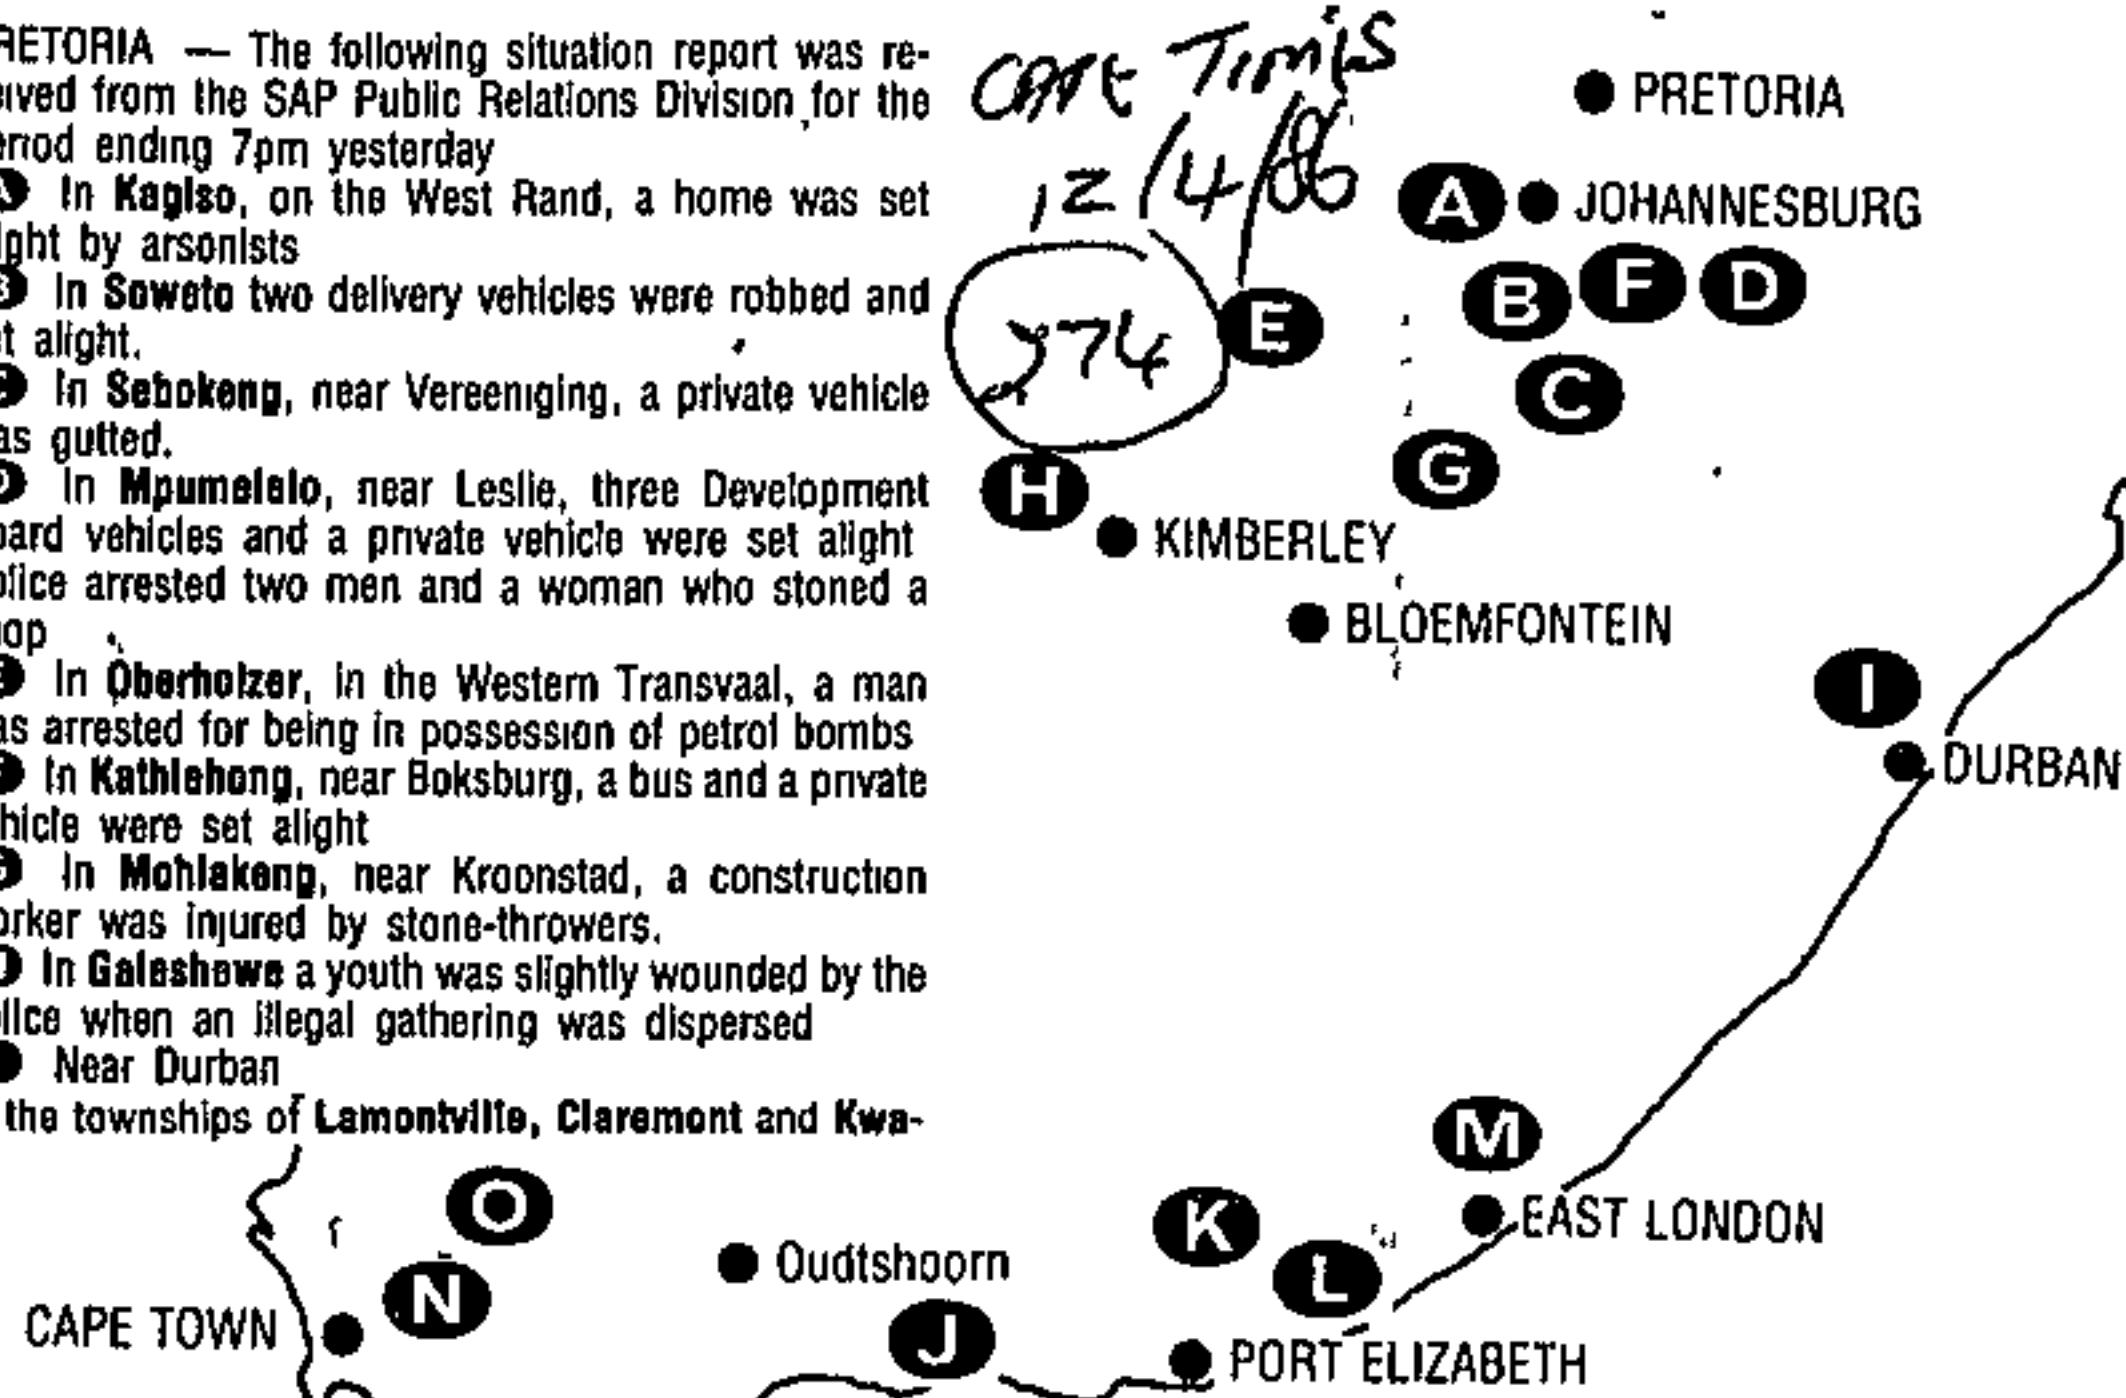 RETORIA — The following situation report was re-
eived from the SAP Public Relations Division for the
eriod ending 7pm yesterday
A In Kagiso, on the West Rand, a home was set
ight by arsonists
B In Soweto two delivery vehicles were robbed and
et alight.
C In Sebokeng, near Vereeniging, a private vehicle
as gutted.
D In Mpumelelo, near Leslie, three Development
oard vehicles and a private vehicle were set alight
olice arrested two men and a woman who stoned a
op
E In Oberholzer, in the Western Transvaal, a man
as arrested for being in possession of petrol bombs
F In Kathlehong, near Boksburg, a bus and a private
hicle were set alight
G In Mohlakeng, near Kroonstad, a construction
orker was injured by stone-throwers.
H In Galeshewe a youth was slightly wounded by the
olice when an illegal gathering was dispersed
Near Durban
the townships of Lamontville, Claremont and Kwa-
CAPE TIMES
12/4/86
374
PRETORIA
A JOHANNESBURG
B F D
E
C
G
H
KIMBERLEY
BLOEMFONTEIN
I
DURBAN
M
EAST LONDON
K
L
O
N
Oudtshoorn
CAPE TOWN
J
PORT ELIZABETH